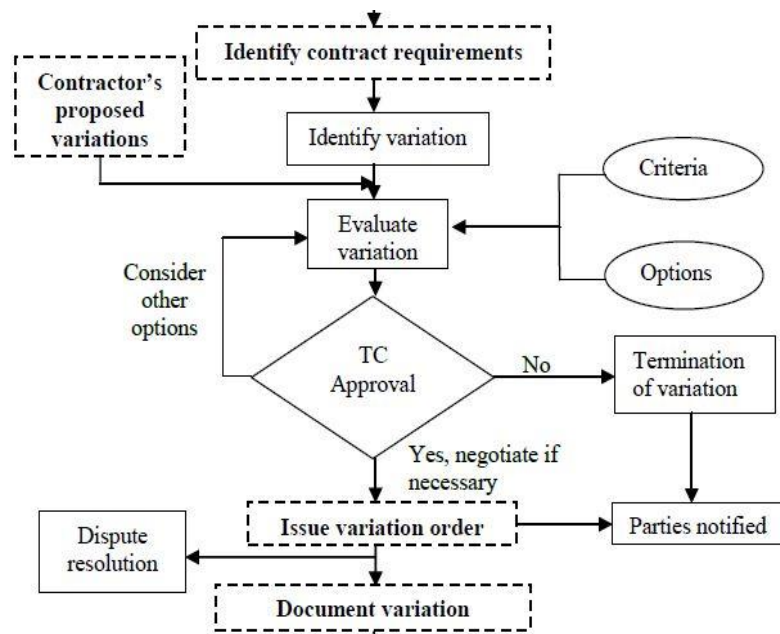 Identify contract requirements
Contractor's
proposed
variations
Identify variation
Criteria
Evaluate
variation
Options
Consider
other
options
TC
Approval
No
Termination
of variation
Yes, negotiate if
necessary
Issue variation order
Parties notified
Dispute
resolution
Document variation